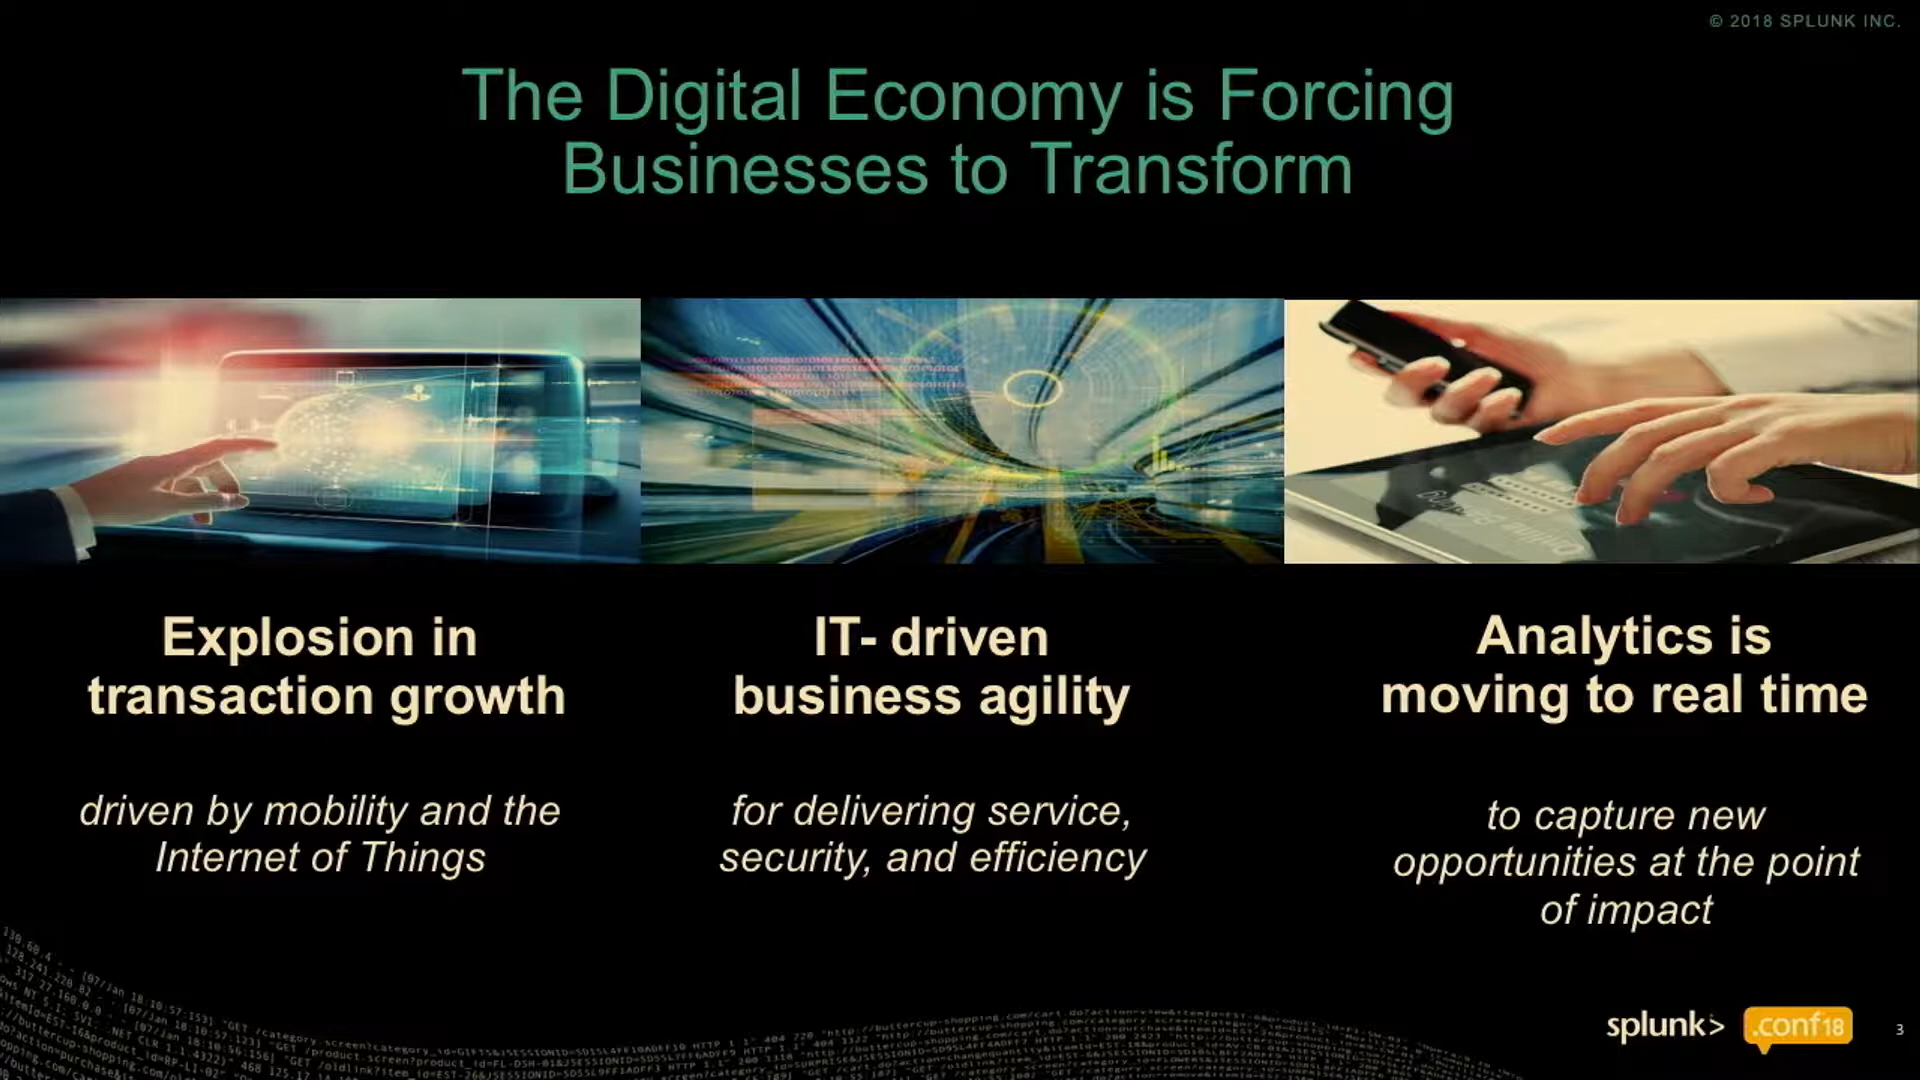 © 2018 SPLUNK INC.
The Digital Economy is Forcing
Businesses to Transform
Explosion in
transaction growth
driven by mobility and the
Internet of Things
IT- driven
business agility
for delivering service,
security, and efficiency
Analytics is
moving to real time
to capture new
opportunities at the point
of impact
splunk> .conf18
3